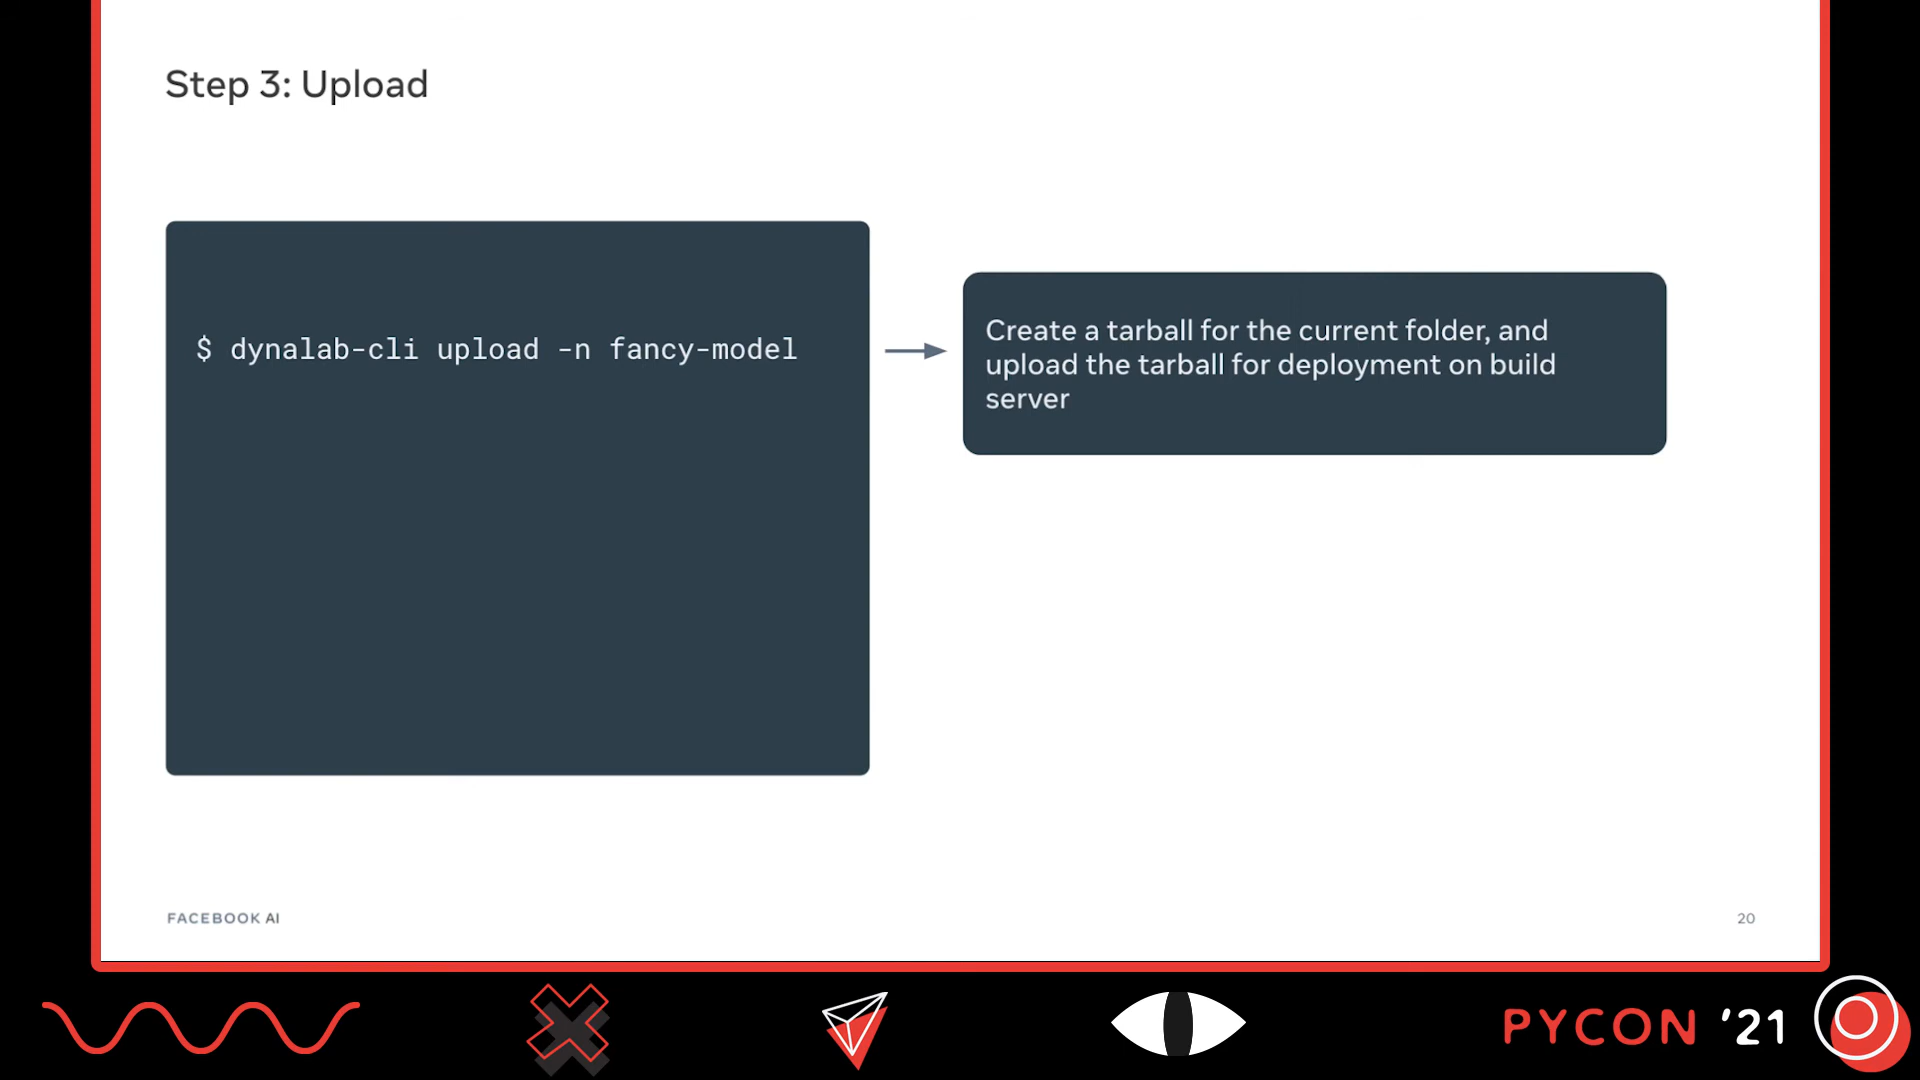 Step 3: Upload
$ dynalab-cli upload -n fancy-model
Create a tarball for the current folder, and
upload the tarball for deployment on build
server
FACEBOOK AI
20
PYCON '21